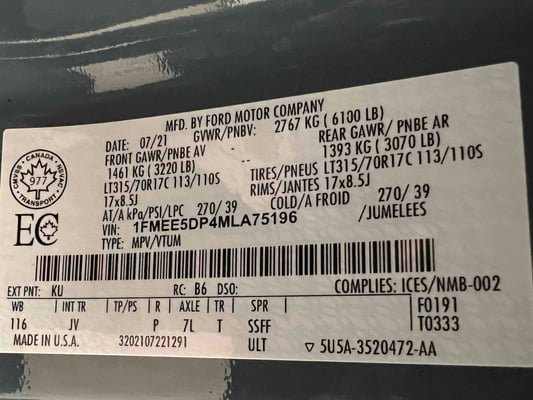 MFD. BY FORD MOTOR COMPANY
DATE: 07/21 GVWR/PNBV: 2767 KG ( 6100 LB)
FRONT GAWR/PNBE AV REAR GAWR/ PNBE AR
1461 KG ( 3220 LB) 1393 KG ( 3070 LB)
LT315/70R17C 113/110S TIRES/PNEUS LT315/70R17C 113/110S
17x8.5J RIMS/JANTES 17x8.5J
AT/A kPa/PSI/LPC 270/ 39 COLD/A FROID 270/ 39
VIN: 1FMEE5DP4MLA75196 /JUMELEES
TYPE: MPV/VTUM
CANADA
CMVSS NSVAC
977
TRANSPORT
EC
EXT PNT: KU RC: B6 DSO: COMPLIES: ICES/NMB-002
WB INT TR TP/PS R AXLE TR SPR F0191
116 JV P 7L T SSFF T0333
MADE IN U.S.A. 3202107221291 ULT ▽ 5U5A-3520472-AA